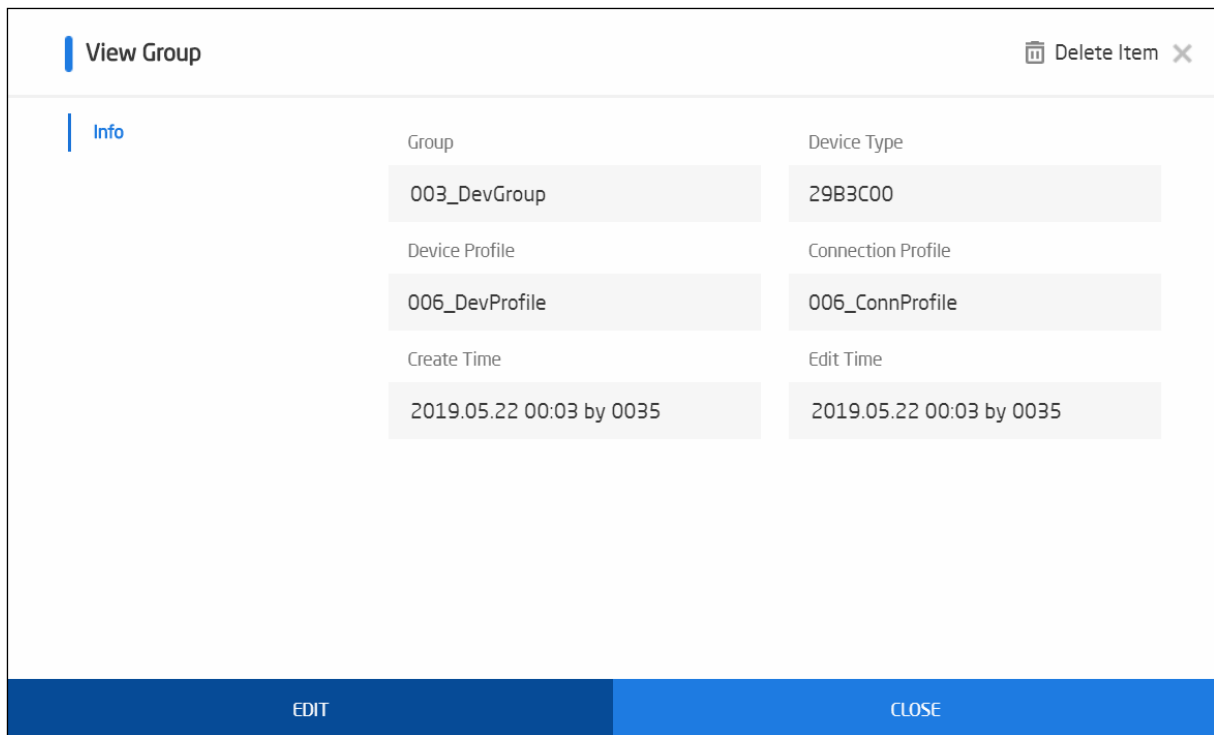 View Group
Delete Item
Info
Group
Device Type
003_DevGroup
29B3C00
Device Profile
Connection Profile
006_DevProfile
006_ConnProfile
Create Time
Edit Time
2019.05.22 00:03 by 0035
2019.05.22 00:03 by 0035
EDIT
CLOSE